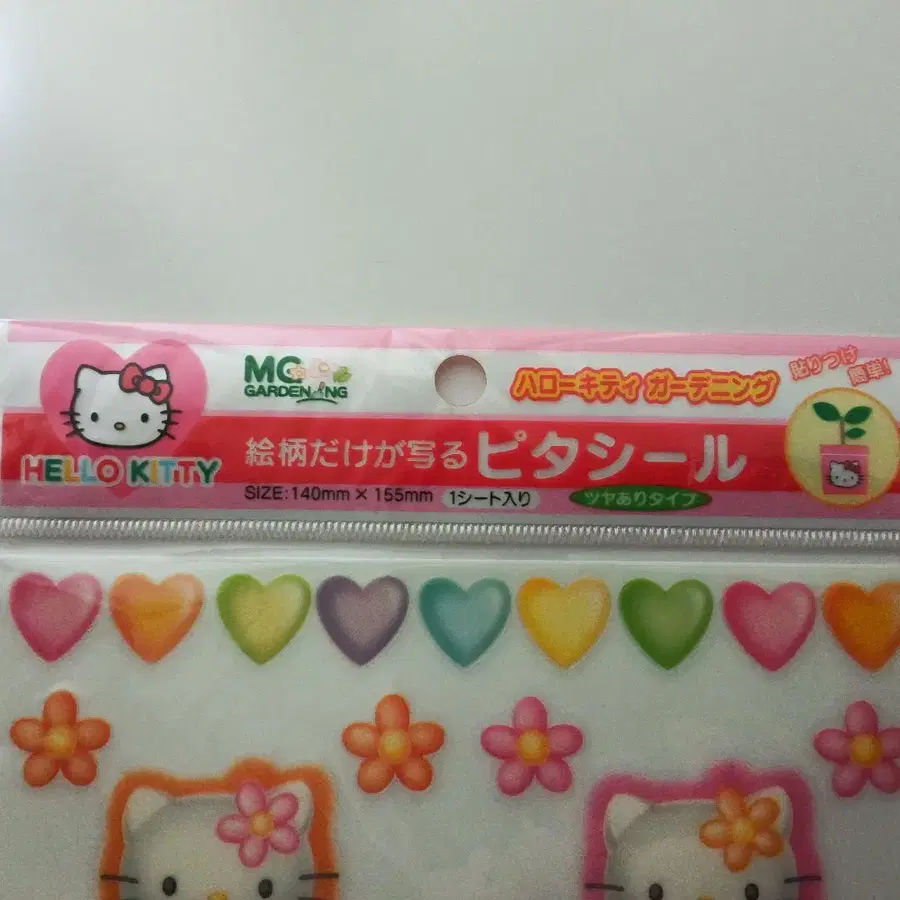 HELLO KITTY
MG
GARDENING
ハローキティ ガーデニング
貼りつけ
簡単!
絵柄だけが写る ピタシール
SIZE:140mm×155mm 1シート入り ツヤありタイプ